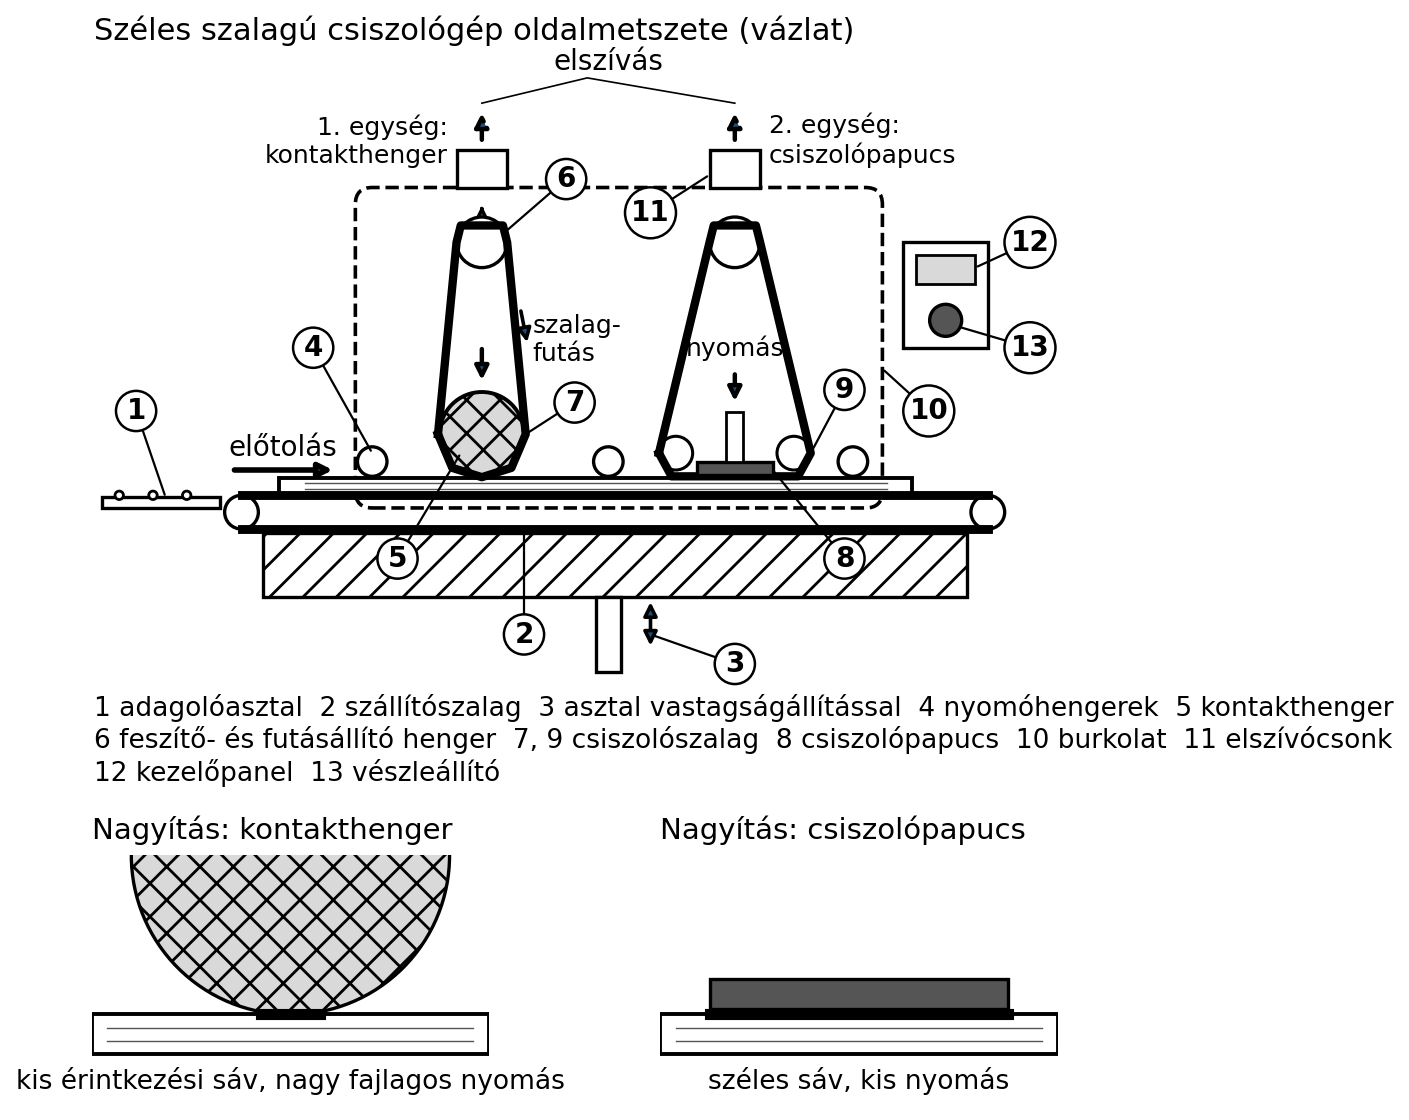 Széles szalagú csiszológép oldalmetszete (vázlat)
elszívás
1. egység:
kontakthenger
2. egység:
csiszolópapucs
6
11
12
szalag-
futás
nyomás
4
13
7
9
10
1
előtolás
5
8
2
3
1 adagolóasztal 2 szállítószalag 3 asztal vastagságállítással 4 nyomóhengerek 5 kontakthenger
6 feszítő- és futásállító henger 7, 9 csiszolószalag 8 csiszolópapucs 10 burkolat 11 elszívócsonk
12 kezelőpanel 13 vészleállító
Nagyítás: kontakthenger
Nagyítás: csiszolópapucs
kis érintkezési sáv, nagy fajlagos nyomás
széles sáv, kis nyomás